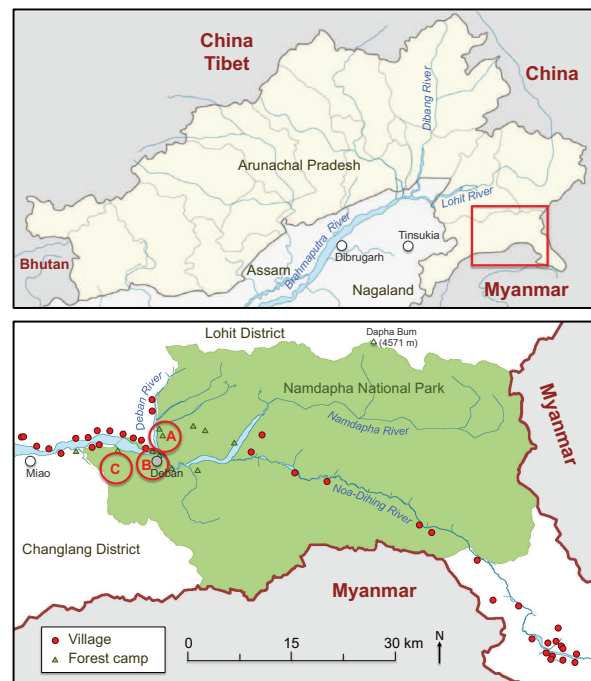 China
Tibet
China
Dibang River
Arunachal Pradesh
Lohit River
Brahmaputra River
Tinsukia
Dibrugarh
Bhutan
Assam
Nagaland
Myanmar
Lohit District
Dapha Bum
(4571 m)
Deban River
Namdapha National Park
Myanmar
Namdapha River
A
B
C
Miao
Deban
Noa-Dihing River
Changlang District
Myanmar
Village
Forest camp
0
15
30 km
N